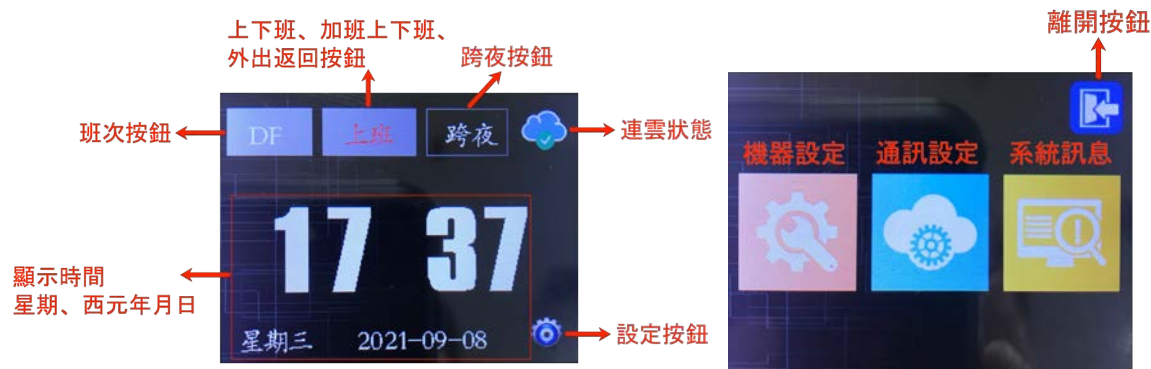 上下班、加班上下班、
外出返回按鈕
跨夜按鈕
離開按鈕
班次按鈕
DF
上班
跨夜
連雲狀態
機器設定
通訊設定
系統訊息
17 37
顯示時間
星期、西元年月日
星期三
2021-09-08
設定按鈕